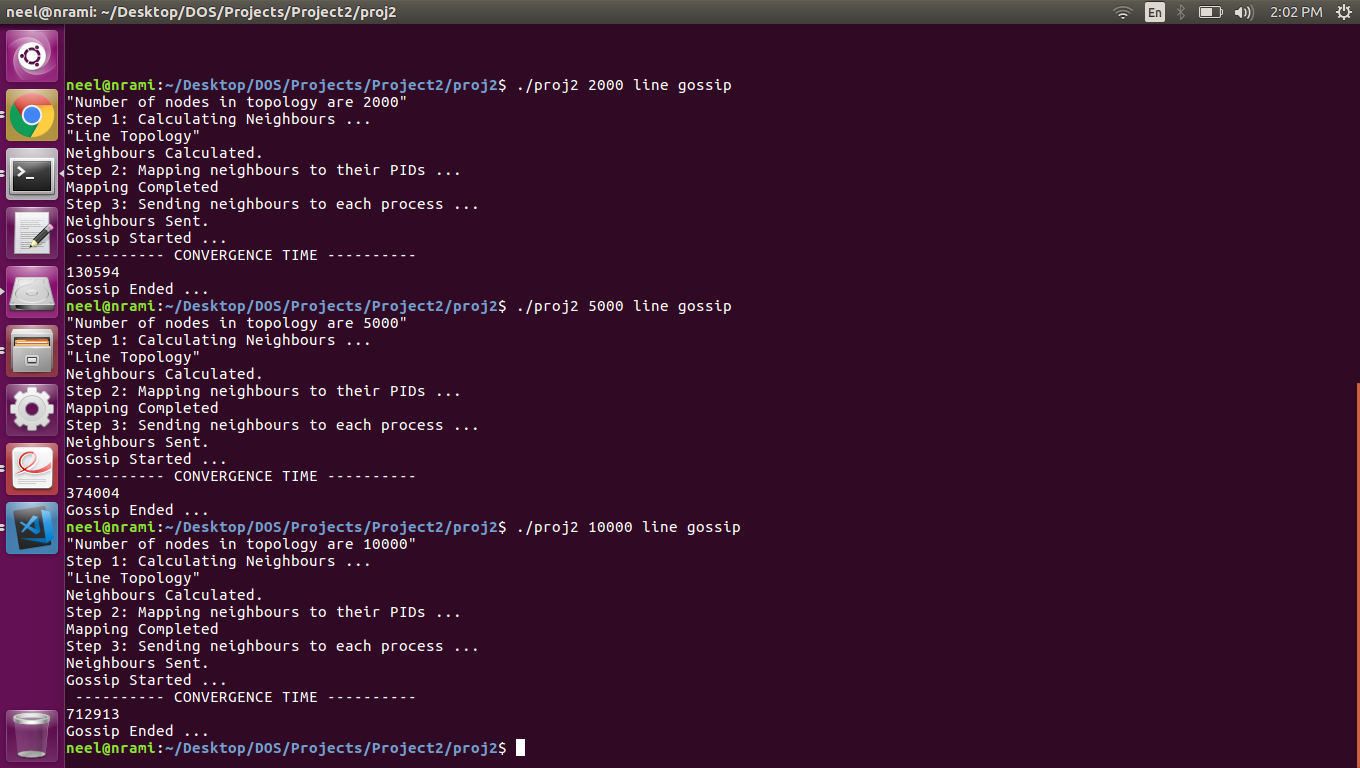 neel@nrami: ~/Desktop/DOS/Projects/Project2/proj2
En
2:02 PM
neel@nrami:~/Desktop/DOS/Projects/Project2/proj2$ ./proj2 2000 line gossip
"Number of nodes in topology are 2000"
Step 1: Calculating Neighbours ...
"Line Topology"
Neighbours Calculated.
Step 2: Mapping neighbours to their PIDs ...
Mapping Completed
Step 3: Sending neighbours to each process ...
Neighbours Sent.
Gossip Started ...
---------- CONVERGENCE TIME ----------
130594
Gossip Ended ...
neel@nrami:~/Desktop/DOS/Projects/Project2/proj2$ ./proj2 5000 line gossip
"Number of nodes in topology are 5000"
Step 1: Calculating Neighbours ...
"Line Topology"
Neighbours Calculated.
Step 2: Mapping neighbours to their PIDs ...
Mapping Completed
Step 3: Sending neighbours to each process ...
Neighbours Sent.
Gossip Started ...
---------- CONVERGENCE TIME ----------
374004
Gossip Ended ...
neel@nrami:~/Desktop/DOS/Projects/Project2/proj2$ ./proj2 10000 line gossip
"Number of nodes in topology are 10000"
Step 1: Calculating Neighbours ...
"Line Topology"
Neighbours Calculated.
Step 2: Mapping neighbours to their PIDs ...
Mapping Completed
Step 3: Sending neighbours to each process ...
Neighbours Sent.
Gossip Started ...
---------- CONVERGENCE TIME ----------
712913
Gossip Ended ...
neel@nrami:~/Desktop/DOS/Projects/Project2/proj2$